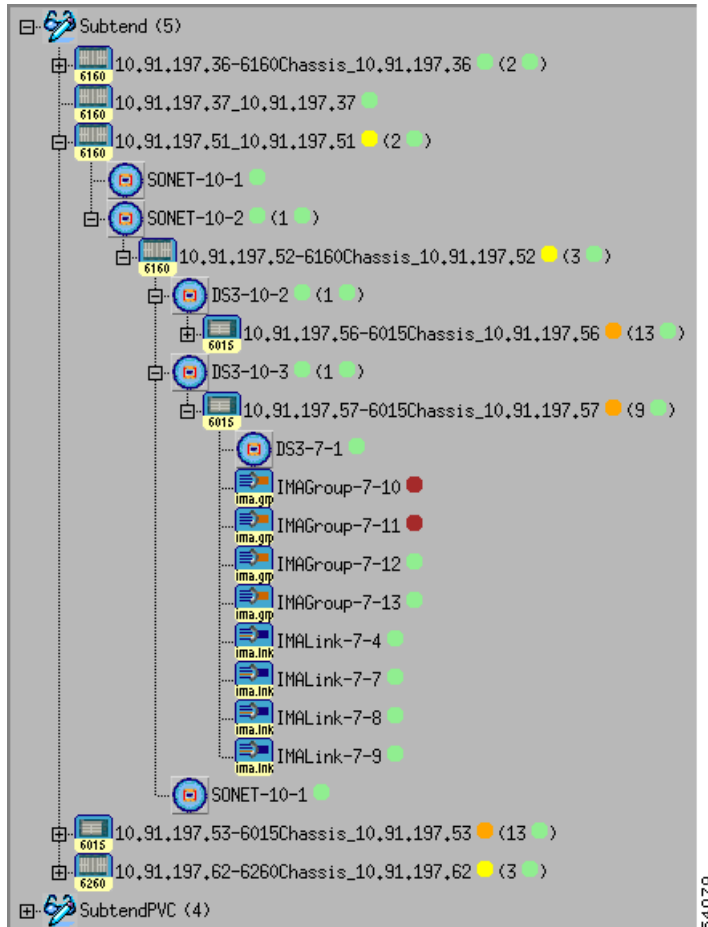 Subtend (5)
10.91.197.36-6160Chassis_10.91.197.36 (2 )
6160
10.91.197.37_10.91.197.37
6160
10.91.197.51_10.91.197.51 (2 )
6160
SONET-10-1
SONET-10-2 (1 )
10.91.197.52-6160Chassis_10.91.197.52 (3 )
6160
DS3-10-2 (1 )
10.91.197.56-6015Chassis_10.91.197.56 (13 )
6015
DS3-10-3 (1 )
10.91.197.57-6015Chassis_10.91.197.57 (9 )
6015
DS3-7-1
IMAGroup-7-10
ima.grp
IMAGroup-7-11
ima.grp
IMAGroup-7-12
ima.grp
IMAGroup-7-13
ima.grp
IMALink-7-4
ima.lnk
IMALink-7-7
ima.lnk
IMALink-7-8
ima.lnk
IMALink-7-9
ima.lnk
SONET-10-1
10.91.197.53-6015Chassis_10.91.197.53 (13 )
6015
10.91.197.62-6260Chassis_10.91.197.62 (3 )
6260
SubtendPVC (4)
54079